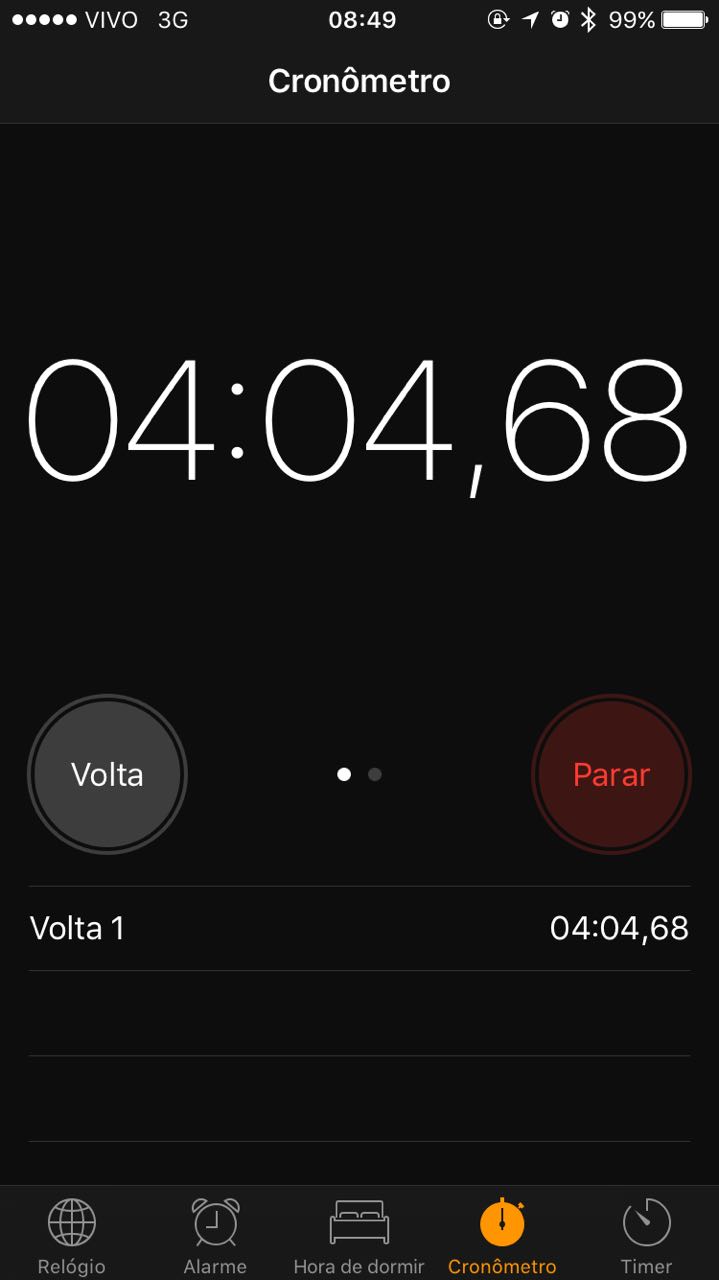 VIVO 3G 08:49 99%
Cronômetro
04:04,68
Volta Parar
Volta 1 04:04,68
Relógio Alarme Hora de dormir Cronômetro Timer